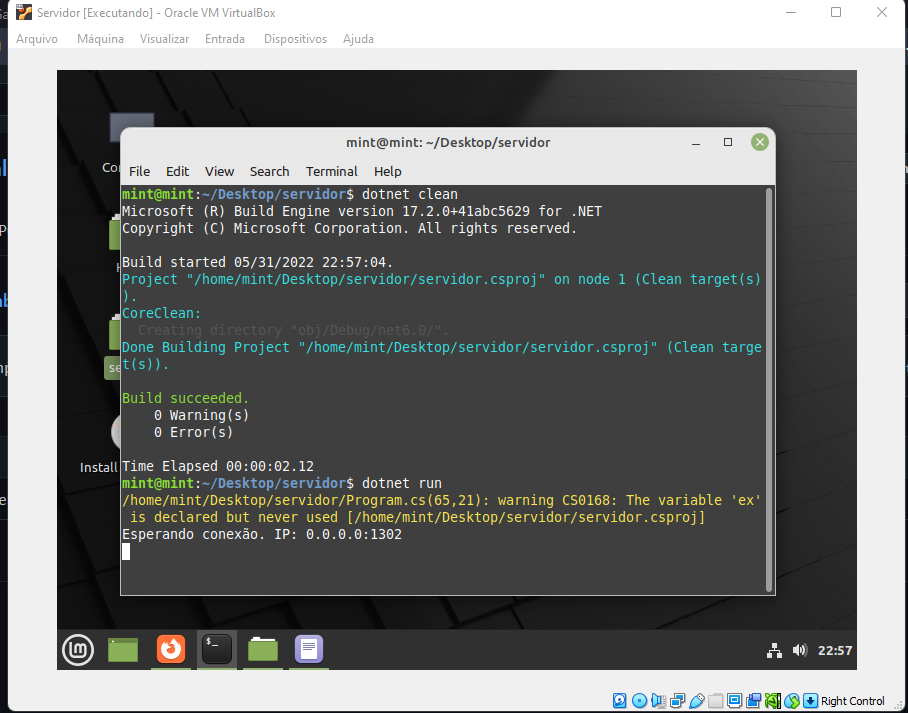 Servidor [Executando] - Oracle VM VirtualBox
Arquivo Máquina Visualizar Entrada Dispositivos Ajuda
mint@mint: ~/Desktop/servidor
File Edit View Search Terminal Help
mint@mint:~/Desktop/servidor$ dotnet clean
Microsoft (R) Build Engine version 17.2.0+41abc5629 for .NET
Copyright (C) Microsoft Corporation. All rights reserved.
Build started 05/31/2022 22:57:04.
Project "/home/mint/Desktop/servidor/servidor.csproj" on node 1 (Clean target(s)
).
CoreClean:
Creating directory "obj/Debug/net6.0/".
Done Building Project "/home/mint/Desktop/servidor/servidor.csproj" (Clean targe
t(s)).
Build succeeded.
0 Warning(s)
0 Error(s)
Install
Time Elapsed 00:00:02.12
mint@mint:~/Desktop/servidor$ dotnet run
/home/mint/Desktop/servidor/Program.cs(65,21): warning CS0168: The variable 'ex'
is declared but never used [/home/mint/Desktop/servidor/servidor.csproj]
Esperando conexão. IP: 0.0.0.0:1302
22:57
Right Control